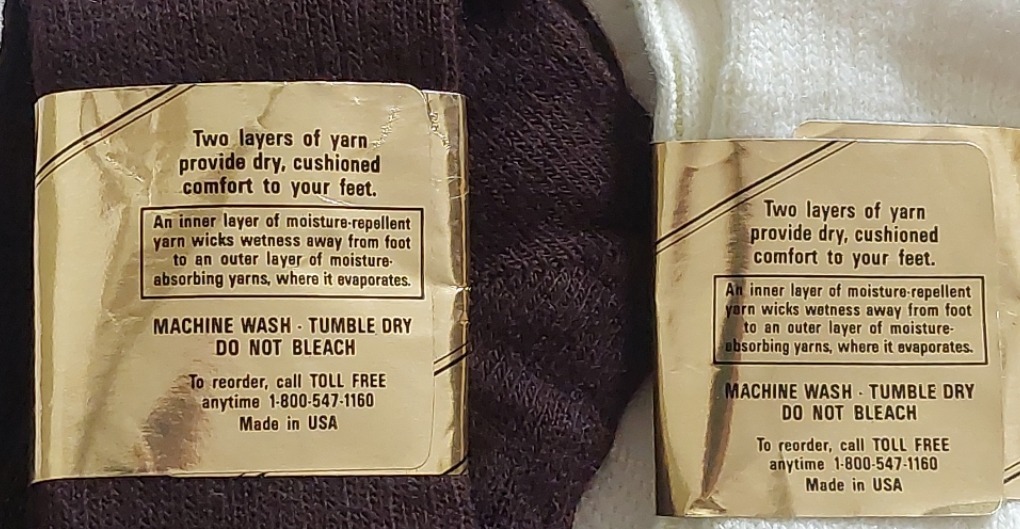 Two layers of yarn
provide dry, cushioned
comfort to your feet.
An inner layer of moisture-repellent
yarn wicks wetness away from foot
to an outer layer of moisture-
absorbing yarns, where it evaporates.
MACHINE WASH · TUMBLE DRY
DO NOT BLEACH
To reorder, call TOLL FREE
anytime 1-800-547-1160
Made in USA
Two layers of yarn
provide dry, cushioned
comfort to your feet.
An inner layer of moisture-repellent
yarn wicks wetness away from foot
to an outer layer of moisture-
absorbing yarns, where it evaporates.
MACHINE WASH · TUMBLE DRY
DO NOT BLEACH
To reorder, call TOLL FREE
anytime 1-800-547-1160
Made in USA